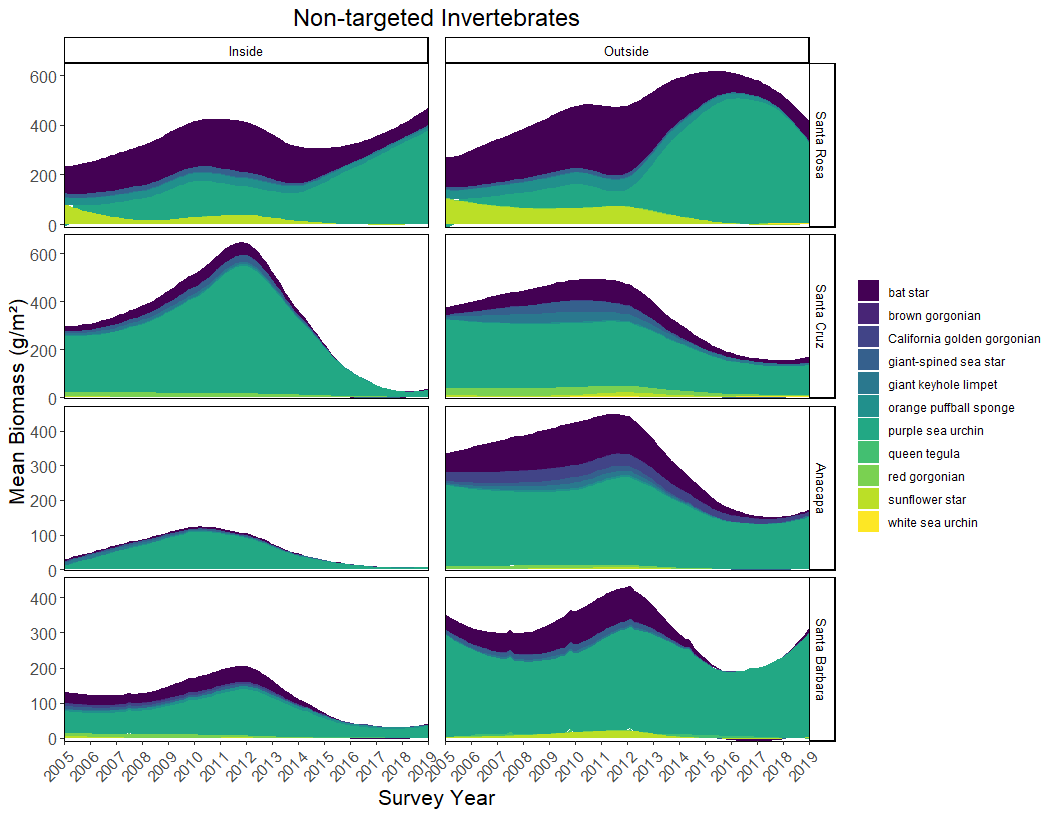 Non-targeted Invertebrates
Inside
Outside
600
400
200
0
Santa Rosa
600
400
200
0
Santa Cruz
400
300
200
100
0
Anacapa
400
300
200
100
0
Santa Barbara
Mean Biomass (g/m²)
2005 2006 2007 2008 2009 2010 2011 2012 2013 2014 2015 2016 2017 2018 2019
2005 2006 2007 2008 2009 2010 2011 2012 2013 2014 2015 2016 2017 2018 2019
Survey Year
bat star
brown gorgonian
California golden gorgonian
giant-spined sea star
giant keyhole limpet
orange puffball sponge
purple sea urchin
queen tegula
red gorgonian
sunflower star
white sea urchin